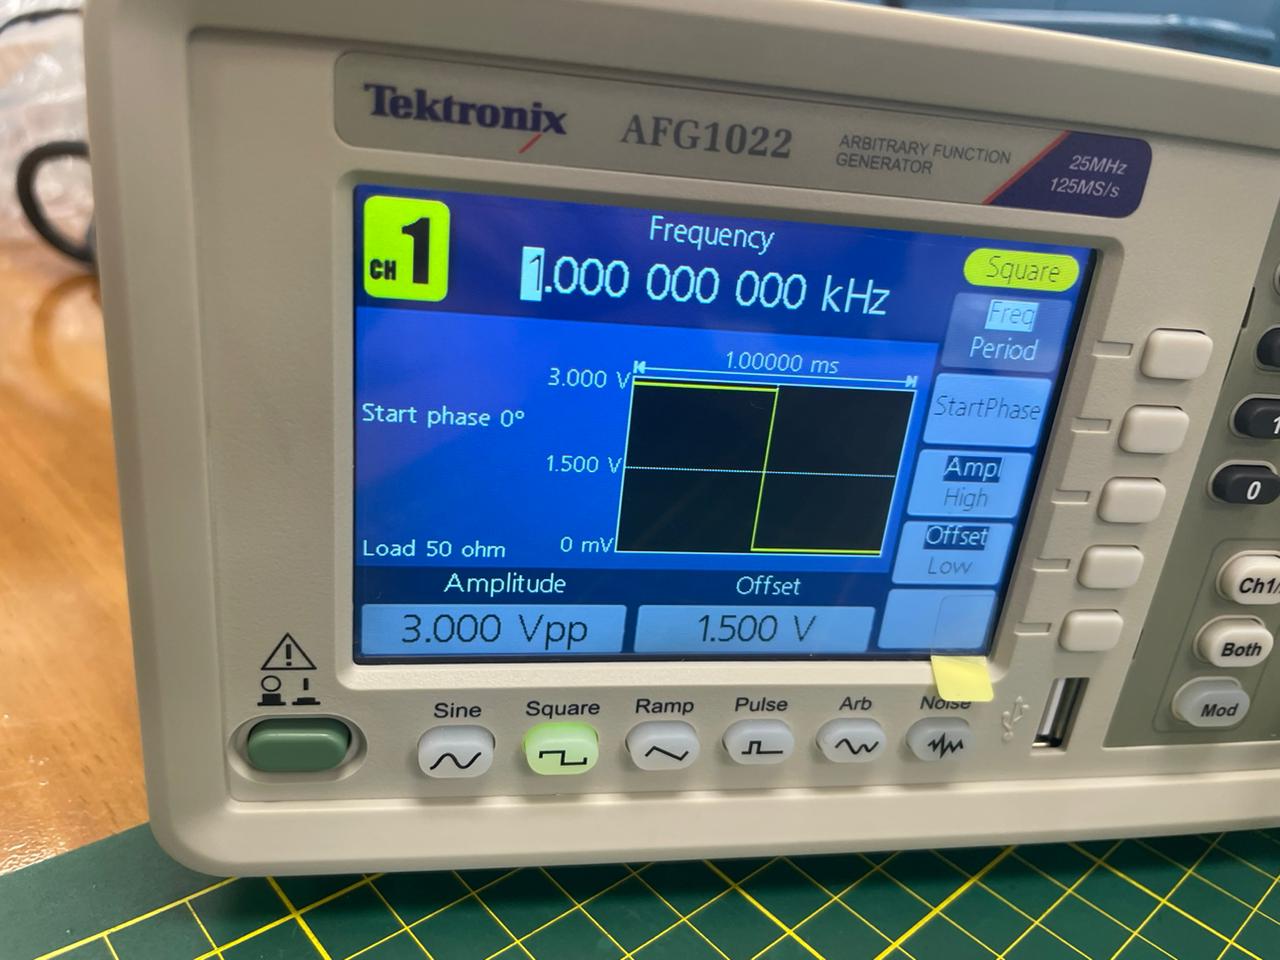 Tektronix AFG1022 ARBITRARY FUNCTION GENERATOR
25MHz
125MS/s
CH 1
Frequency
1.000 000 000 kHz
Square
Freq
Period
StartPhase
Ampl
High
Offset
Low
1.00000 ms
3.000 V
Start phase 0°
1.500 V
Load 50 ohm
0 mV
Amplitude
Offset
3.000 Vpp
1.500 V
Sine
Square
Ramp
Pulse
Arb
Noise
1
0
Ch1/
Both
Mod